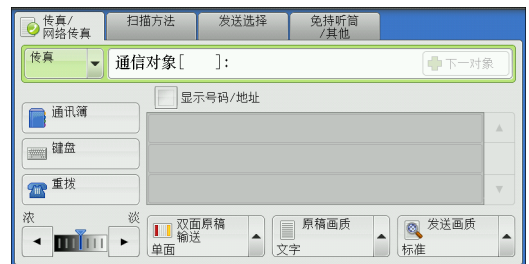 传真/
网络传真
扫描方法
发送选择
免持听筒
/其他
传真
通信对象[ ]:
下一对象
显示号码/地址
通讯簿
键盘
重拨
浓 淡
双面原稿
输送
单面
原稿画质
文字
发送画质
标准